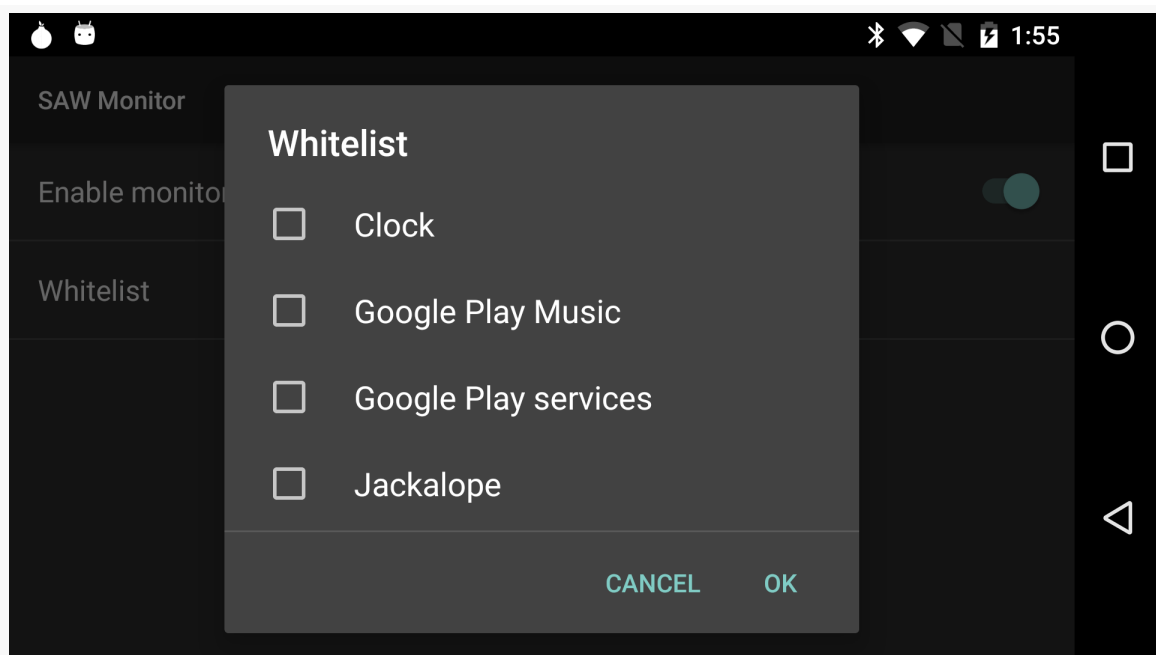 1:55
SAW Monitor
Whitelist
Enable monitor
Clock
Whitelist
Google Play Music
Google Play services
Jackalope
CANCEL OK